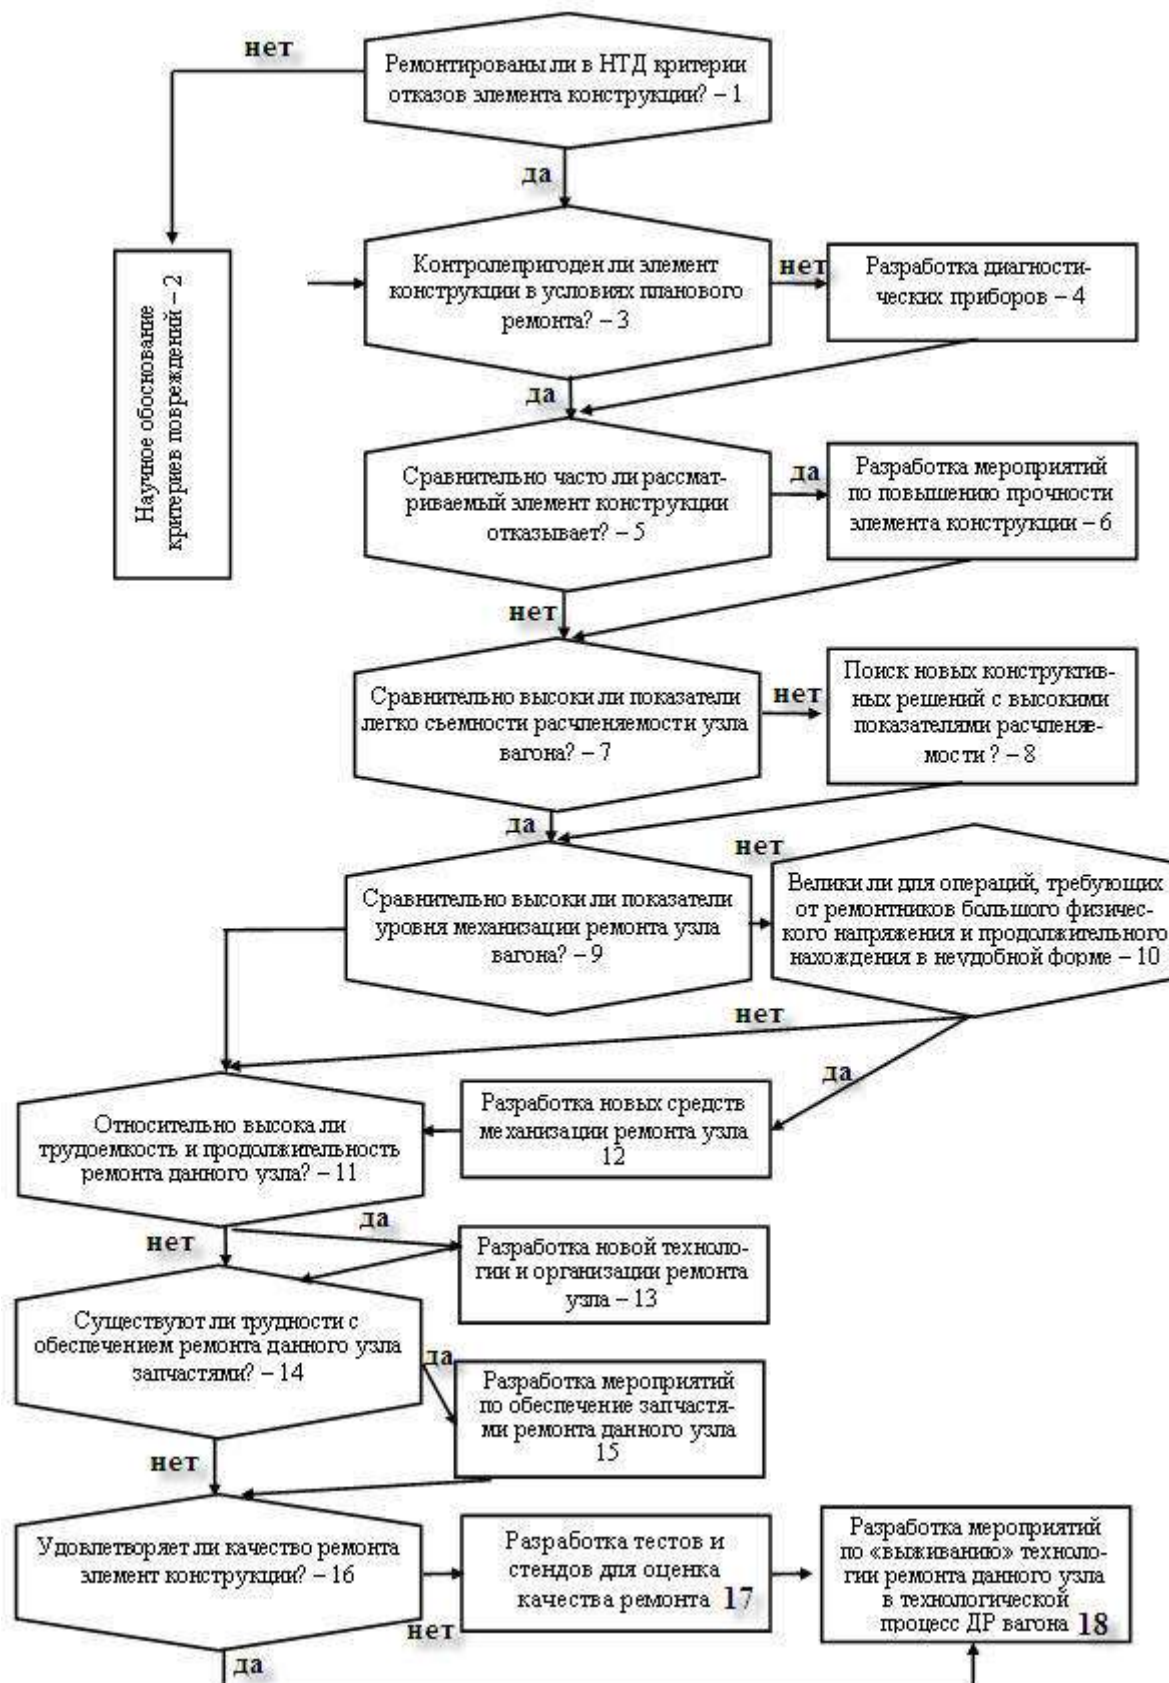 нет
Ремонтированы ли в НТД критерии
отказов элемента конструкции? – 1
да
Научное обоснование
критериев повреждений – 2
Контролепригоден ли элемент
конструкции в условиях планового
ремонта? – 3
нет
Разработка диагности-
ческих приборов – 4
да
Сравнительно часто ли рассмат-
риваемый элемент конструкции
отказывает? – 5
да
Разработка мероприятий
по повышению прочности
элемента конструкции – 6
нет
Сравнительно высоки ли показатели
легко съемности расчленяемости узла
вагона? – 7
нет
Поиск новых конструктив-
ных решений с высокими
показателями расчленяе-
мости ? – 8
да
Сравнительно высоки ли показатели
уровня механизации ремонта узла
вагона? – 9
нет
Велики ли для операций, требующих
от ремонтников большого физичес-
кого напряжения и продолжительного
нахождения в неудобной форме – 10
нет
да
Относительно высока ли
трудоемкость и продолжительность
ремонта данного узла? – 11
Разработка новых средств
механизации ремонта узла
12
да
нет
Разработка новой техноло-
гии и организации ремонта
узла – 13
Существуют ли трудности с
обеспечением ремонта данного узла
запчастями? – 14
да
Разработка мероприятий
по обеспечение запчастя-
ми ремонта данного узла
15
нет
Удовлетворяет ли качество ремонта
элемент конструкции? – 16
нет
Разработка тестов и
стендов для оценка
качества ремонта 17
Разработка мероприятий
по «выживанию» техноло-
гии ремонта данного узла
в технологической
процесс ДР вагона 18
да